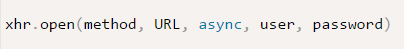 xhr.open(method, URL, async, user, password)